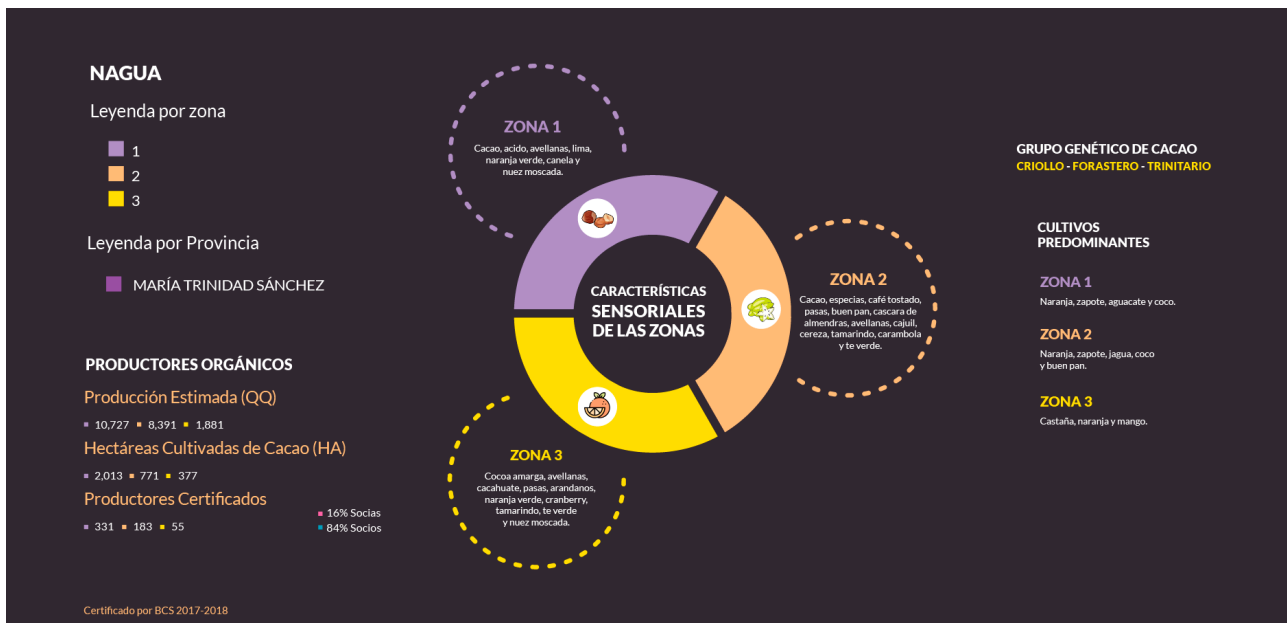 NAGUA
Leyenda por zona
1
2
3
Leyenda por Provincia
MARÍA TRINIDAD SÁNCHEZ
PRODUCTORES ORGÁNICOS
Producción Estimada (QQ)
10,727 8,391 1,881
Hectáreas Cultivadas de Cacao (HA)
2,013 771 377
Productores Certificados
331 183 55
16% Socias
84% Socios
Certificado por BCS 2017-2018
ZONA 1
Cacao, acido, avellanas, lima,
naranja verde, canela y
nuez moscada.
CARACTERÍSTICAS
SENSORIALES
DE LAS ZONAS
ZONA 2
Cacao, especias, café tostado,
pasas, buen pan, cascara de
almendras, avellanas, cajuil,
cereza, tamarindo, carambola
y te verde.
ZONA 3
Cocoa amarga, avellanas,
cacahuate, pasas, arandanos,
naranja verde, cranberry,
tamarindo, te verde
y nuez moscada.
GRUPO GENÉTICO DE CACAO
CRIOLLO - FORASTERO - TRINITARIO
CULTIVOS
PREDOMINANTES
ZONA 1
Naranja, zapote, aguacate y coco.
ZONA 2
Naranja, zapote, jagua, coco
y buen pan.
ZONA 3
Castaña, naranja y mango.